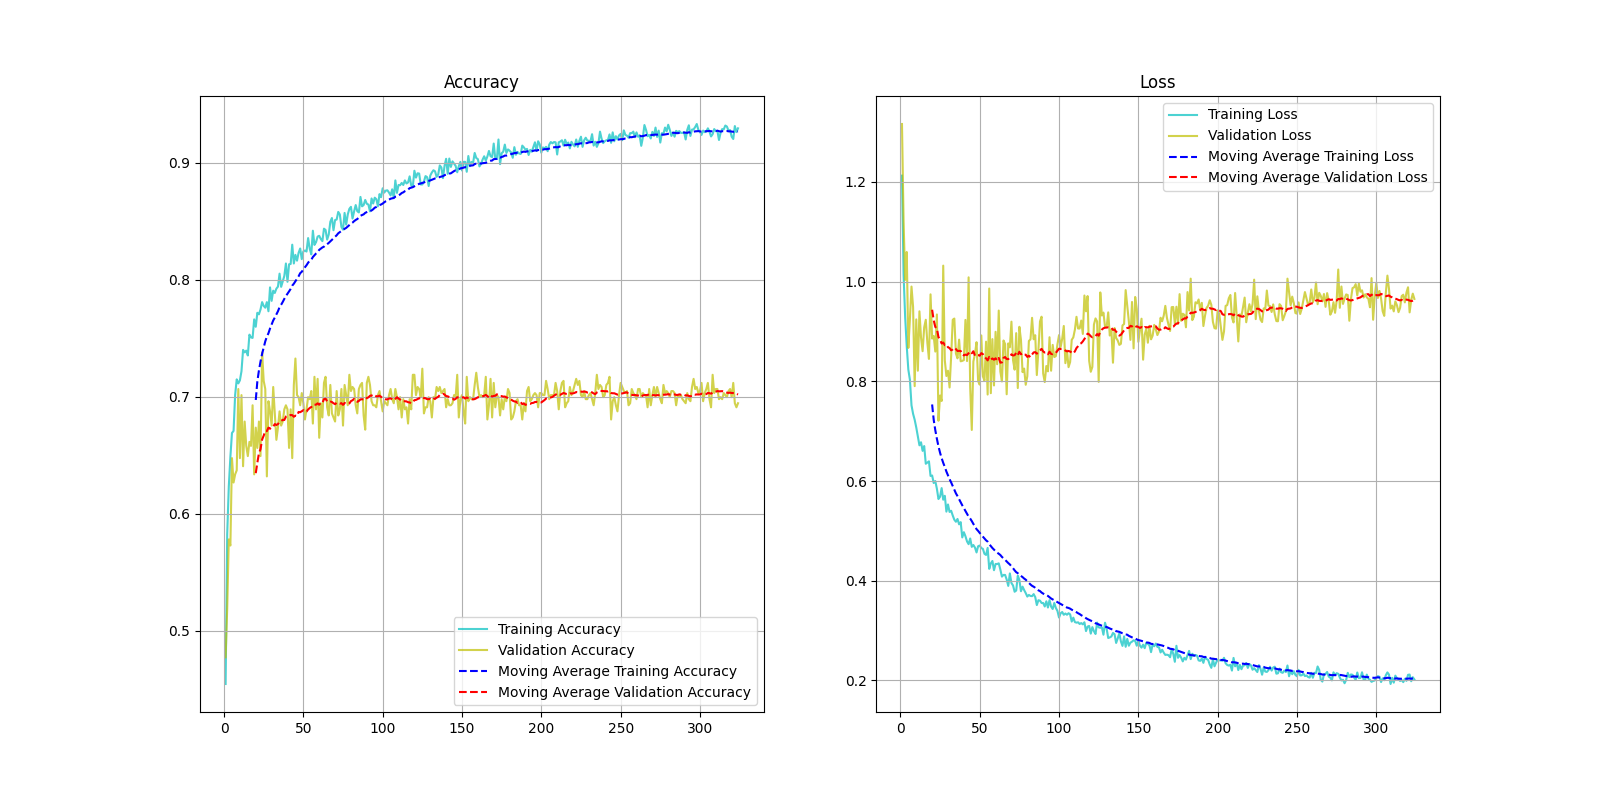 Accuracy
0.9
0.8
0.7
0.6
0.5
0
50
100
150
200
250
300
Training Accuracy
Validation Accuracy
Moving Average Training Accuracy
Moving Average Validation Accuracy
Loss
1.2
1.0
0.8
0.6
0.4
0.2
0
50
100
150
200
250
300
Training Loss
Validation Loss
Moving Average Training Loss
Moving Average Validation Loss